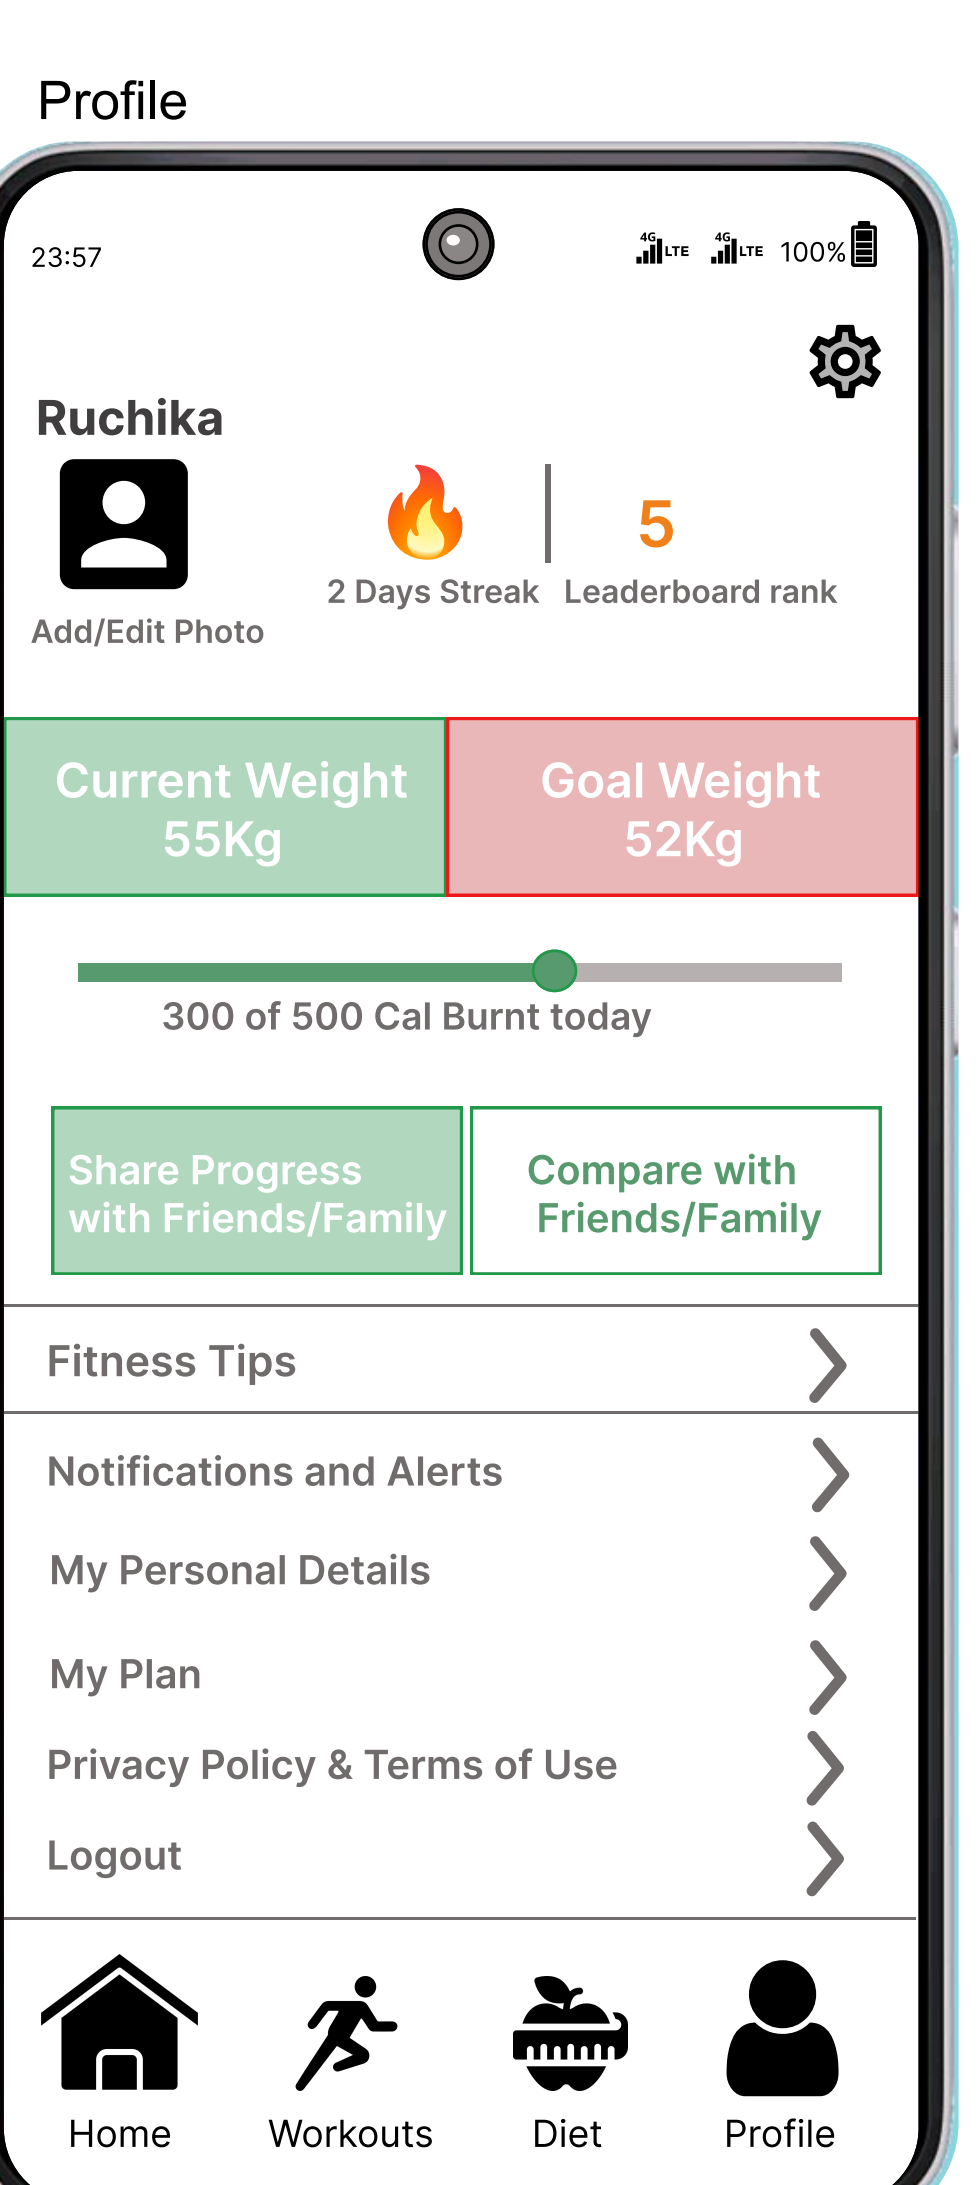 Profile
23:57
4G LTE 4G LTE 100%
Ruchika
5
2 Days Streak Leaderboard rank
Add/Edit Photo
Current Weight
55Kg
Goal Weight
52Kg
300 of 500 Cal Burnt today
Share Progress
with Friends/Family
Compare with
Friends/Family
Fitness Tips
Notifications and Alerts
My Personal Details
My Plan
Privacy Policy & Terms of Use
Logout
Home Workouts Diet Profile